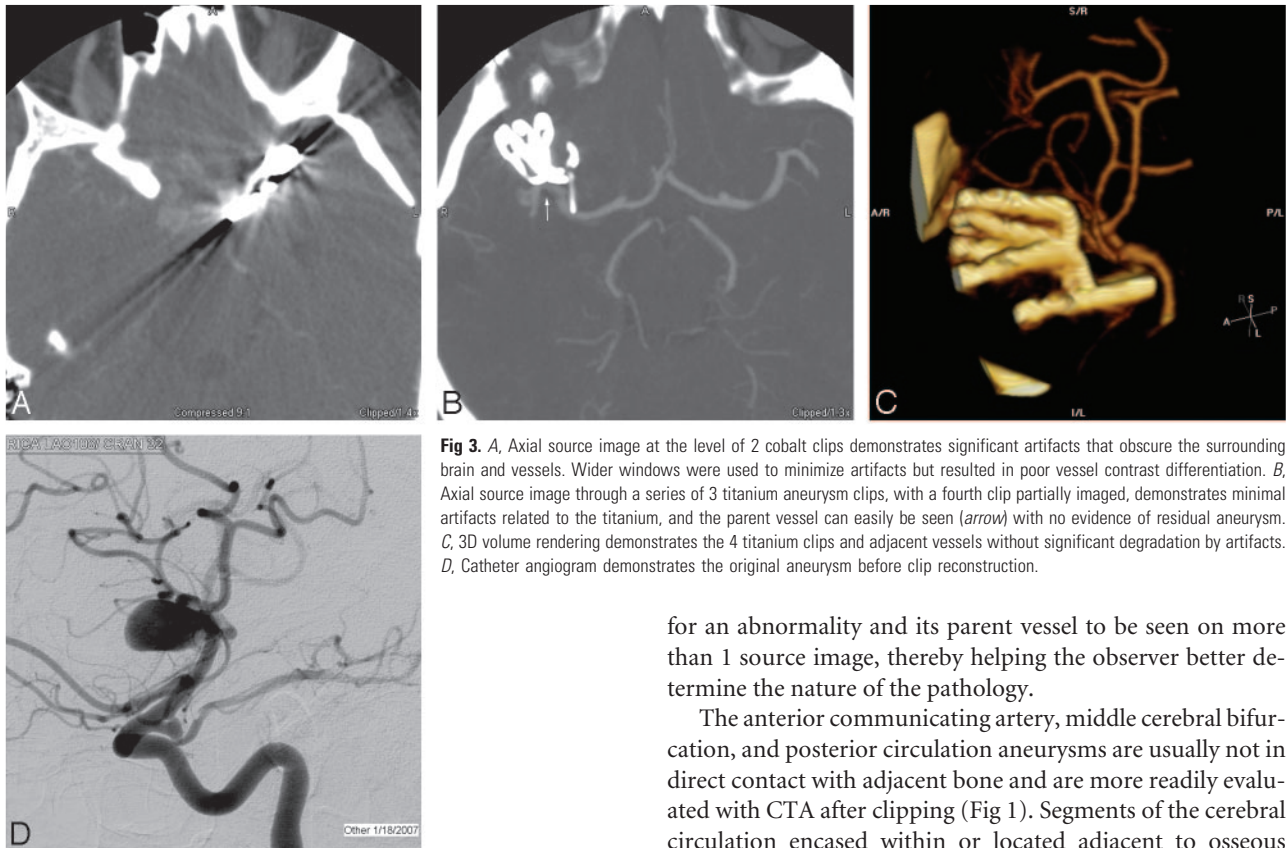 A
R
L
A
Compressed 9:1
Clipped/1.4x
A
R
L
B
Clipped/1.3x
S/R
A/R
P/L
R S
A P
L
C
I/L
RICA LAO108/ CRAN 22
D
Other 1/18/2007
Fig 3. A, Axial source image at the level of 2 cobalt clips demonstrates significant artifacts that obscure the surrounding
brain and vessels. Wider windows were used to minimize artifacts but resulted in poor vessel contrast differentiation. B,
Axial source image through a series of 3 titanium aneurysm clips, with a fourth clip partially imaged, demonstrates minimal
artifacts related to the titanium, and the parent vessel can easily be seen (arrow) with no evidence of residual aneurysm.
C, 3D volume rendering demonstrates the 4 titanium clips and adjacent vessels without significant degradation by artifacts.
D, Catheter angiogram demonstrates the original aneurysm before clip reconstruction.
for an abnormality and its parent vessel to be seen on more
than 1 source image, thereby helping the observer better de-
termine the nature of the pathology.
The anterior communicating artery, middle cerebral bifur-
cation, and posterior circulation aneurysms are usually not in
direct contact with adjacent bone and are more readily evalu-
ated with CTA after clipping (Fig 1). Segments of the cerebral
circulation encased within or located adjacent to osseous